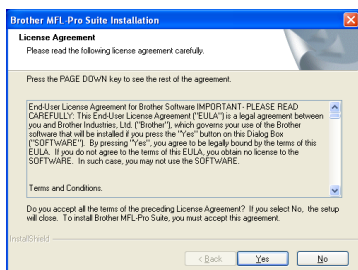 Brother MFL-Pro Suite Installation
License Agreement
Please read the following license agreement carefully.
Press the PAGE DOWN key to see the rest of the agreement.
End-User License Agreement for Brother Software IMPORTANT- PLEASE READ
CAREFULLY: This End-User License Agreement ("EULA") is a legal agreement between
you and Brother Industries, Ltd. ("Brother"), which governs your use of the Brother
software that will be installed if you press the "Yes" button on this Dialog Box
("SOFTWARE"). By pressing "Yes", you agree to be legally bound by the terms of this
EULA. If you do not agree to the terms of this EULA, you obtain no license to the
SOFTWARE. In such case, you may not use the SOFTWARE.
Terms and Conditions.
Do you accept all the terms of the preceding License Agreement? If you select No, the setup
will close. To install Brother MFL-Pro Suite, you must accept this agreement.
InstallShield
< Back Yes No